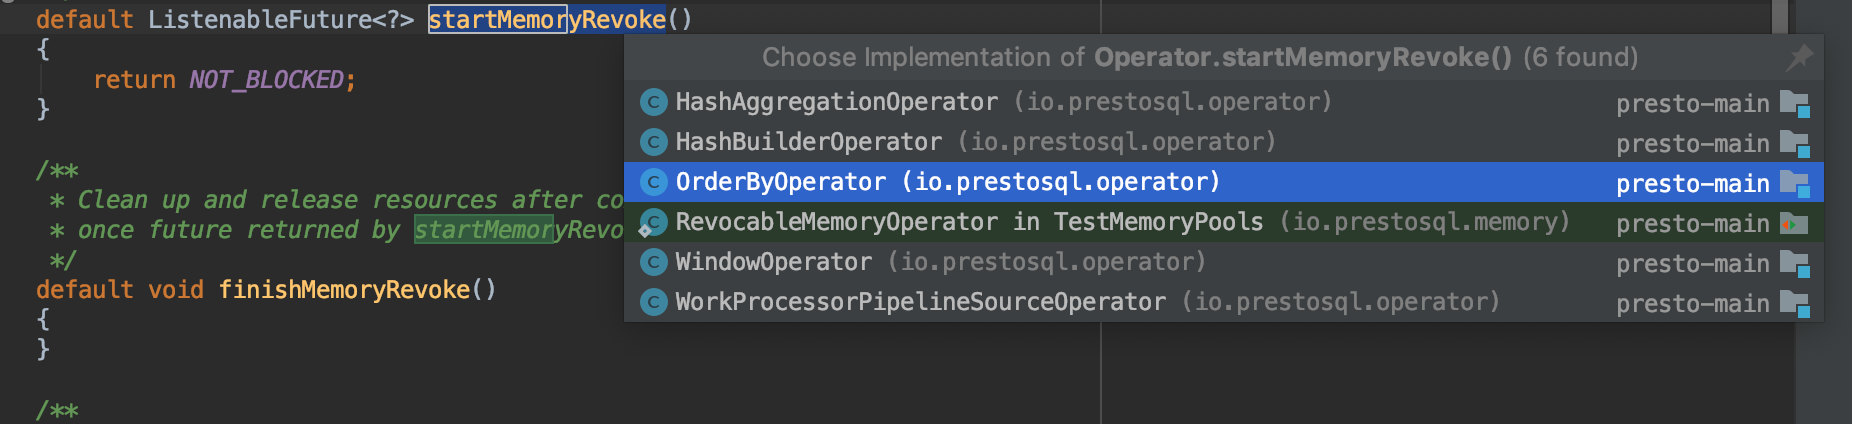 default ListenableFuture<?> startMemoryRevoke()
{
return NOT_BLOCKED;
}
/**
* Clean up and release resources after co
* once future returned by startMemoryRevo
*/
default void finishMemoryRevoke()
{
}
/**
Choose Implementation of Operator.startMemoryRevoke() (6 found)
HashAggregationOperator (io.prestosql.operator) presto-main
HashBuilderOperator (io.prestosql.operator) presto-main
OrderByOperator (io.prestosql.operator) presto-main
RevocableMemoryOperator in TestMemoryPools (io.prestosql.memory) presto-main
WindowOperator (io.prestosql.operator) presto-main
WorkProcessorPipelineSourceOperator (io.prestosql.operator) presto-main